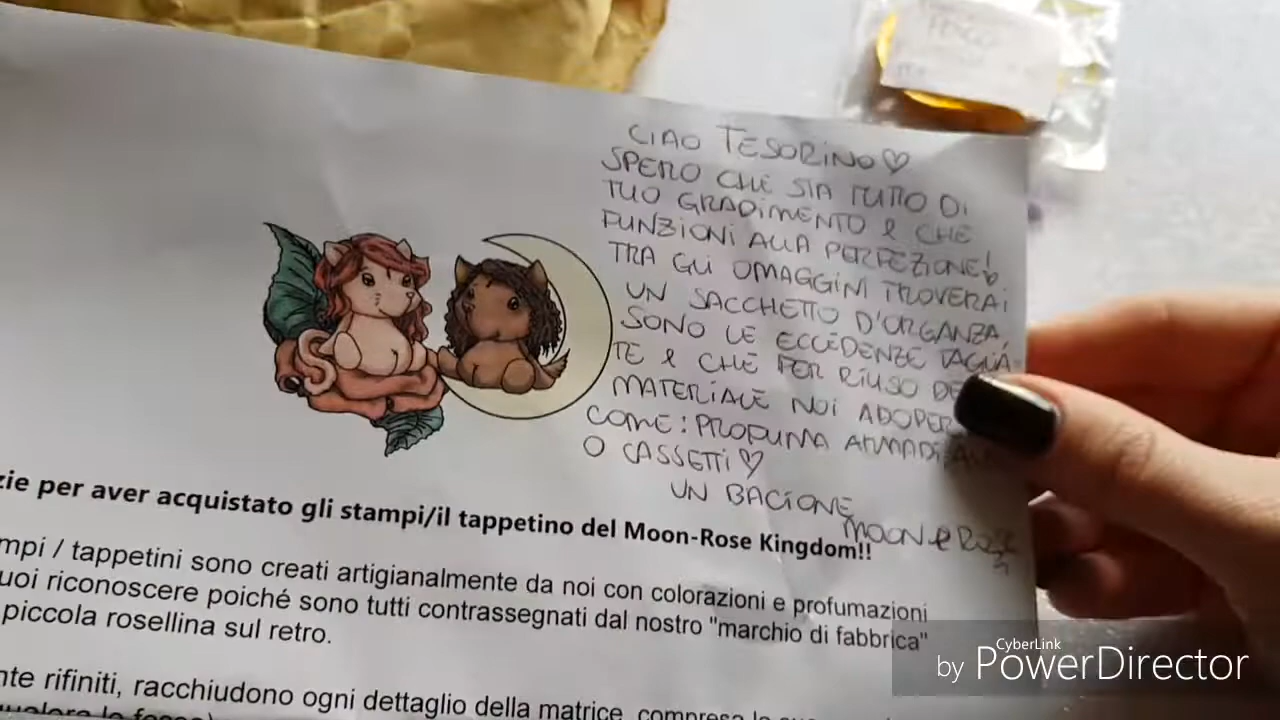 CIAO TESORINO♡
SPERO CHE SIA TUTTO DI
TUO GRADIMENTO e CHE
FUNZIONI ALLA PERFEZIONE!
TRA GLI OMAGGINI TROVERAI
UN SACCHETTO D'ORGANZA,
SONO LE ECCEDENZE TAGLIA-
TE e CHE PER RIUSO DE
MATERIALE NOI ADOPER
COME: PROFUMA ARMADI
O CASSETTI♡
UN BACIONE
MOON e ROSE
zie per aver acquistato gli stampi/il tappetino del Moon-Rose Kingdom!!
mpi / tappetini sono creati artigianalmente da noi con colorazioni e profumazioni
uoi riconoscere poiché sono tutti contrassegnati dal nostro "marchio di fabbrica"
piccola rosellina sul retro.
nte rifiniti, racchiudono ogni dettaglio della matrice, compresa
CyberLink
by PowerDirector